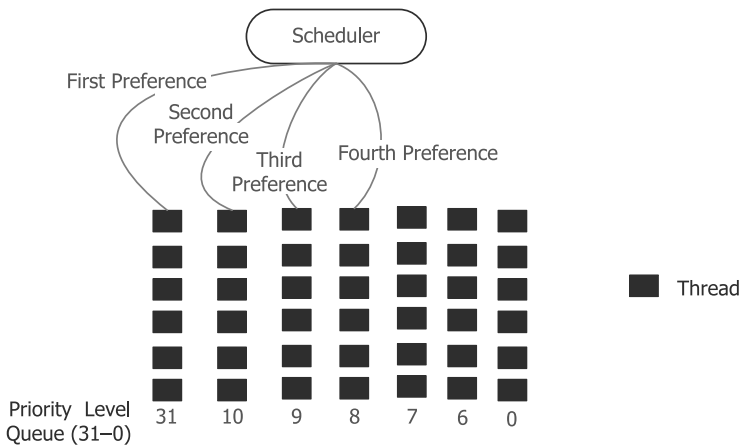 Scheduler
First Preference
Second
Preference
Third
Preference
Fourth Preference
Thread
Priority Level
Queue (31–0)
31 10 9 8 7 6 0